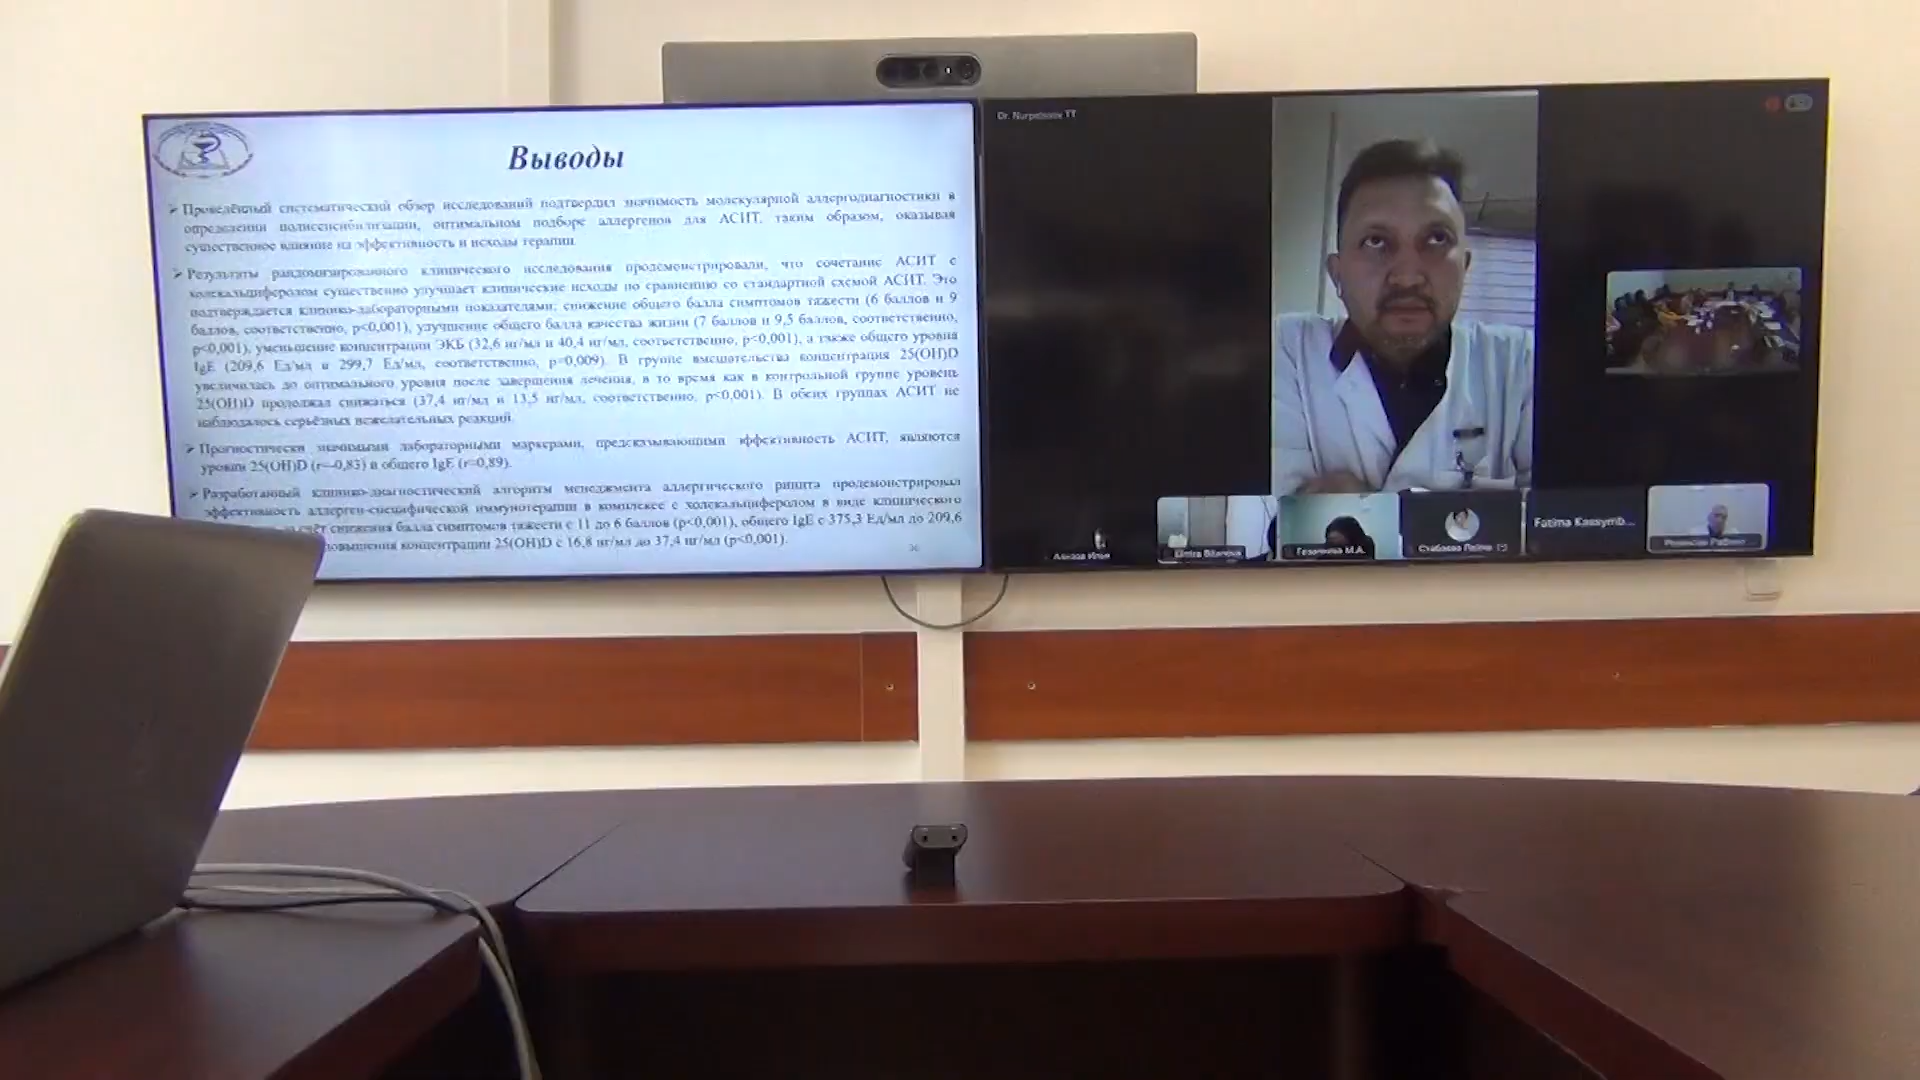 Выводы
➢ Проведённый систематический обзор исследований подтвердил значимость молекулярной аллергодиагностики в
определении полисенсибилизации, оптимальном подборе аллергенов для АСИТ, таким образом, оказывая
существенное влияние на эффективность и исходы терапии.
➢ Результаты рандомизированного клинического исследования продемонстрировали, что сочетание АСИТ с
холекальциферолом существенно улучшает клинические исходы по сравнению со стандартной схемой АСИТ. Это
подтверждается клинико-лабораторными показателями: снижение общего балла симптомов тяжести (6 баллов и 9
баллов, соответственно, p<0,001), улучшение общего балла качества жизни (7 баллов и 9,5 баллов, соответственно,
p<0,001), уменьшение концентрации ЭКБ (32,6 нг/мл и 40,4 нг/мл, соответственно, p<0,001), а также общего уровня
IgE (209,6 Ед/мл и 299,7 Ед/мл, соответственно, p=0,009). В группе вмешательства концентрация 25(OH)D
увеличилась до оптимального уровня после завершения лечения, в то время как в контрольной группе уровень
25(OH)D продолжал снижаться (37,4 нг/мл и 13,5 нг/мл, соответственно, p<0,001). В обеих группах АСИТ не
наблюдалось серьёзных нежелательных реакций.
➢ Прогностически значимыми лабораторными маркерами, предсказывающими эффективность АСИТ, являются
уровни 25(OH)D (r=-0,83) и общего IgE (r=0,89).
➢ Разработанный клинико-диагностический алгоритм менеджмента аллергического ринита продемонстрировал
эффективность аллерген-специфической иммунотерапии в комплексе с холекальциферолом в виде клинического
счёт снижения балла симптомов тяжести с 11 до 6 баллов (p<0,001), общего IgE с 375,3 Ед/мл до 209,6
повышения концентрации 25(OH)D с 16,8 нг/мл до 37,4 нг/мл (p<0,001).
36
Dr. Nurpeissov TT
Илья
М.А.
Fatima Kassymb...